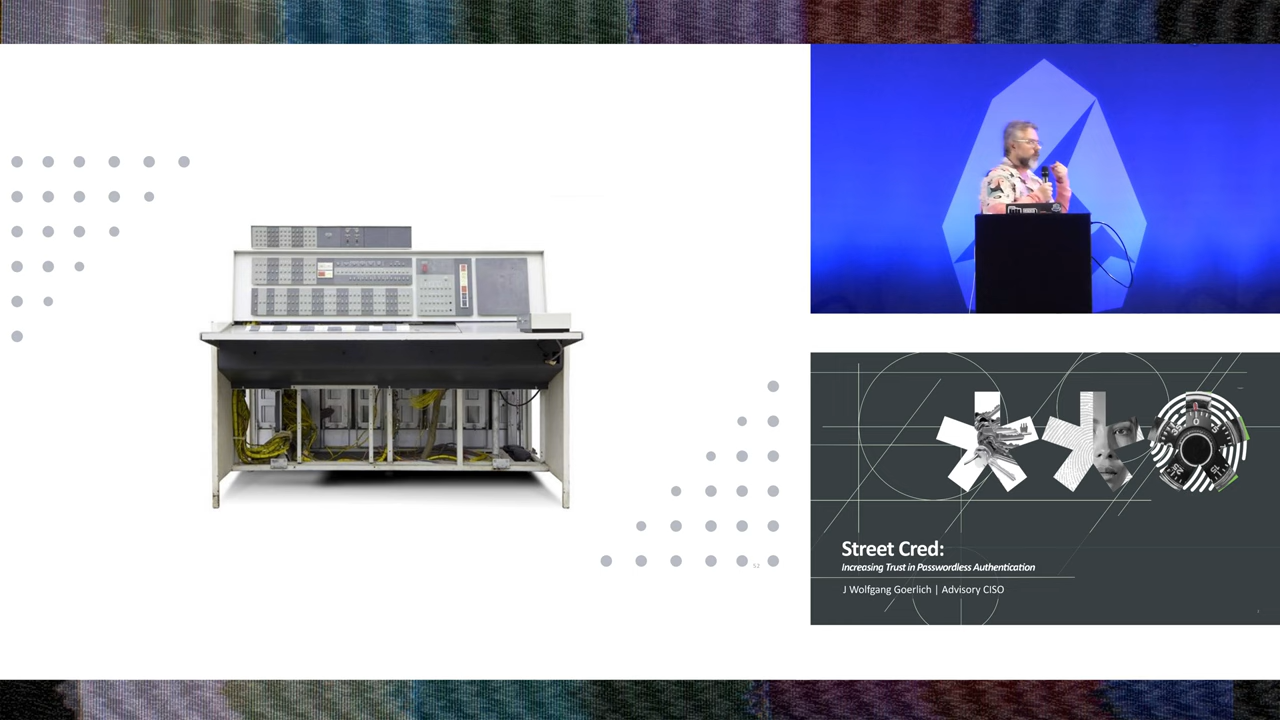 Street Cred:
Increasing Trust in Passwordless Authentication
J Wolfgang Goerlich | Advisory CISO